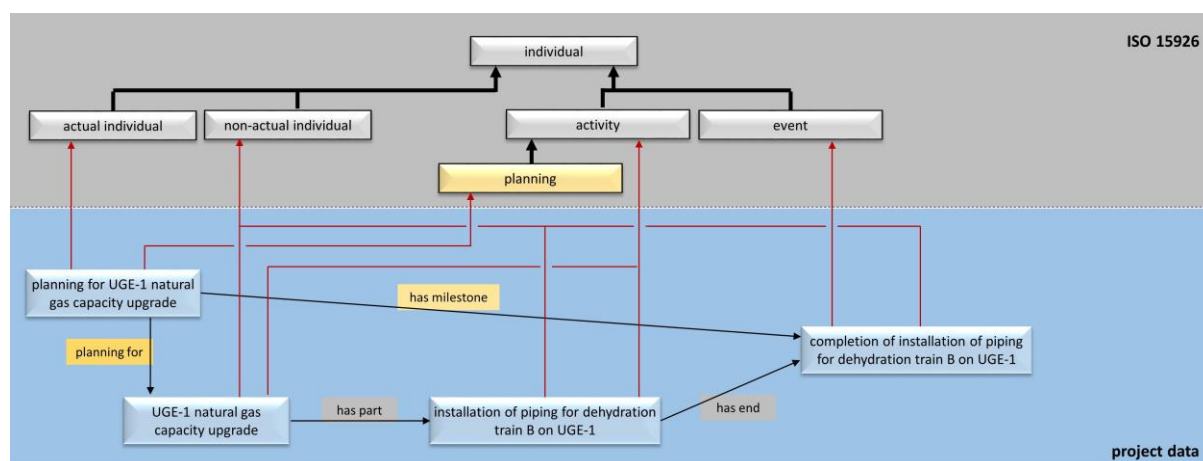 ISO 15926
individual
actual individual
non-actual individual
activity
event
planning
planning for UGE-1 natural
gas capacity upgrade
has milestone
completion of installation of piping
for dehydration train B on UGE-1
planning for
UGE-1 natural gas
capacity upgrade
has part
installation of piping for dehydration
train B on UGE-1
has end
project data